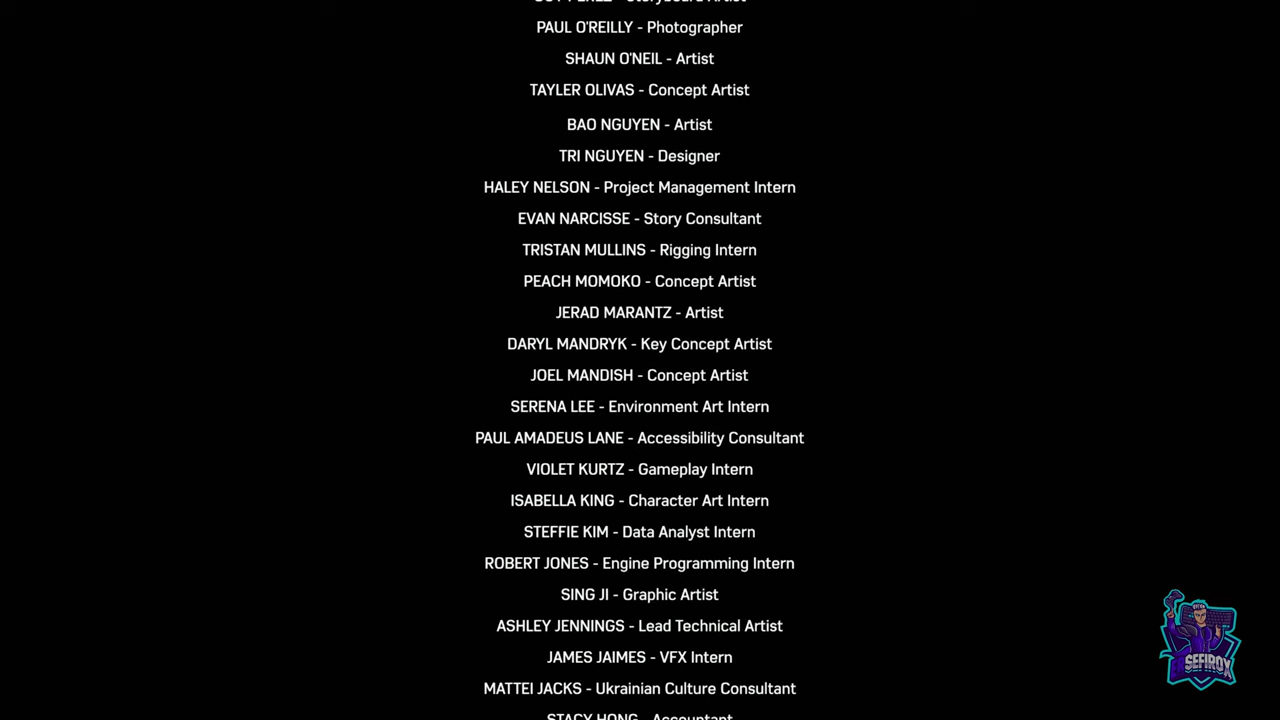 PAUL O'REILLY - Photographer
SHAUN O'NEIL - Artist
TAYLER OLIVAS - Concept Artist
BAO NGUYEN - Artist
TRI NGUYEN - Designer
HALEY NELSON - Project Management Intern
EVAN NARCISSE - Story Consultant
TRISTAN MULLINS - Rigging Intern
PEACH MOMOKO - Concept Artist
JERAD MARANTZ - Artist
DARYL MANDRYK - Key Concept Artist
JOEL MANDISH - Concept Artist
SERENA LEE - Environment Art Intern
PAUL AMADEUS LANE - Accessibility Consultant
VIOLET KURTZ - Gameplay Intern
ISABELLA KING - Character Art Intern
STEFFIE KIM - Data Analyst Intern
ROBERT JONES - Engine Programming Intern
SING JI - Graphic Artist
ASHLEY JENNINGS - Lead Technical Artist
JAMES JAIMES - VFX Intern
MATTEI JACKS - Ukrainian Culture Consultant
STACY HONG - Accountant
SEFIROX